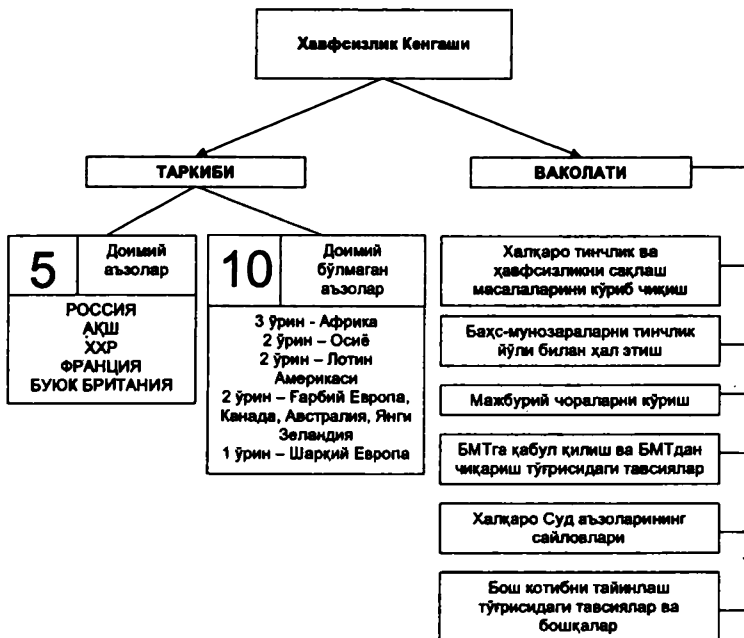 Хавфсизлик Кенгаши
ТАРКИБИ
ВАКОЛАТИ
5
Доимий
аъзолар
РОССИЯ
АҚШ
ХХР
ФРАНЦИЯ
БУЮК БРИТАНИЯ
10
Доимий
бўлмаган
аъзолар
3 ўрин - Африка
2 ўрин – Осиё
2 ўрин – Лотин
Америкаси
2 ўрин – Ғарбий Европа,
Канада, Австралия, Янги
Зеландия
1 ўрин – Шарқий Европа
Халқаро тинчлик ва
ҳавфсизликни сақлаш
масалаларини кўриб чиқиш
Баҳс-мунозараларни тинчлик
йўли билан ҳал этиш
Мажбурий чораларни кўриш
БМТга қабул қилиш ва БМТдан
чиқариш тўғрисидаги тавсиялар
Халқаро Суд аъзоларининг
сайловлари
Бош котибни тайинлаш
тўғрисидаги тавсиялар ва
бошқалар